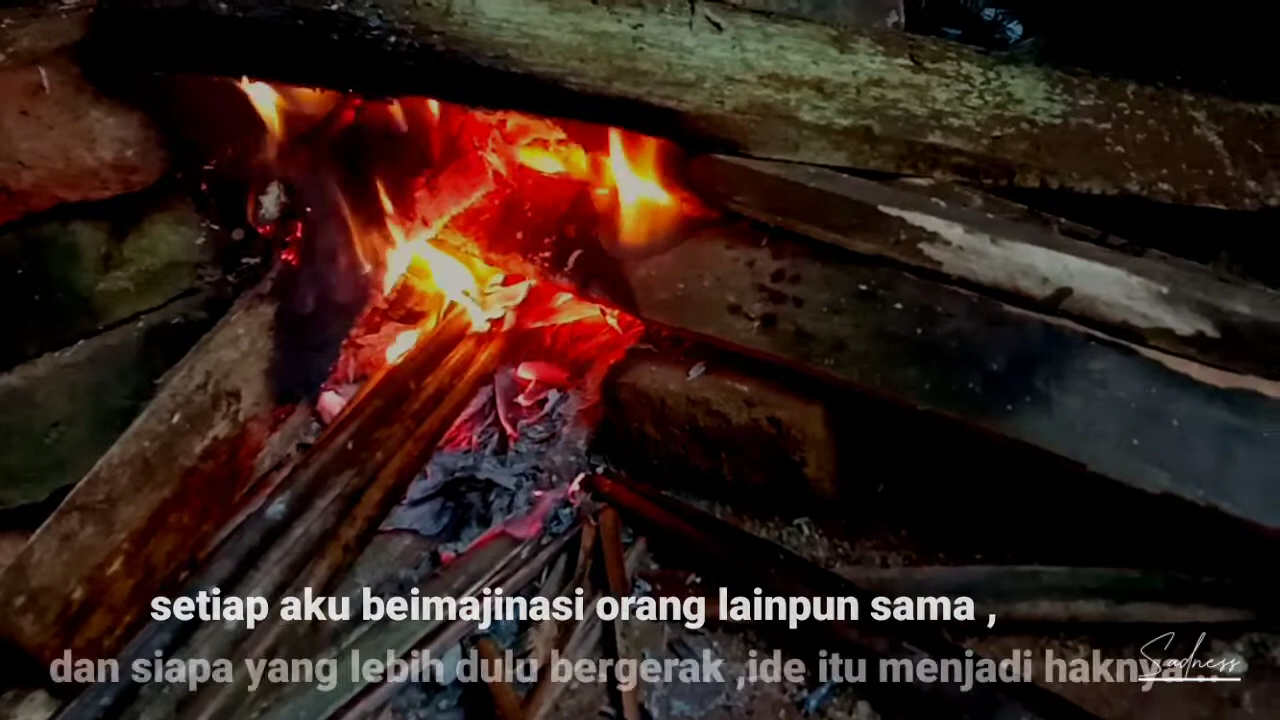 setiap aku beimajinasi orang lainpun sama ,
dan siapa yang lebih dulu bergerak ,ide itu menjadi haknya..
Sadness